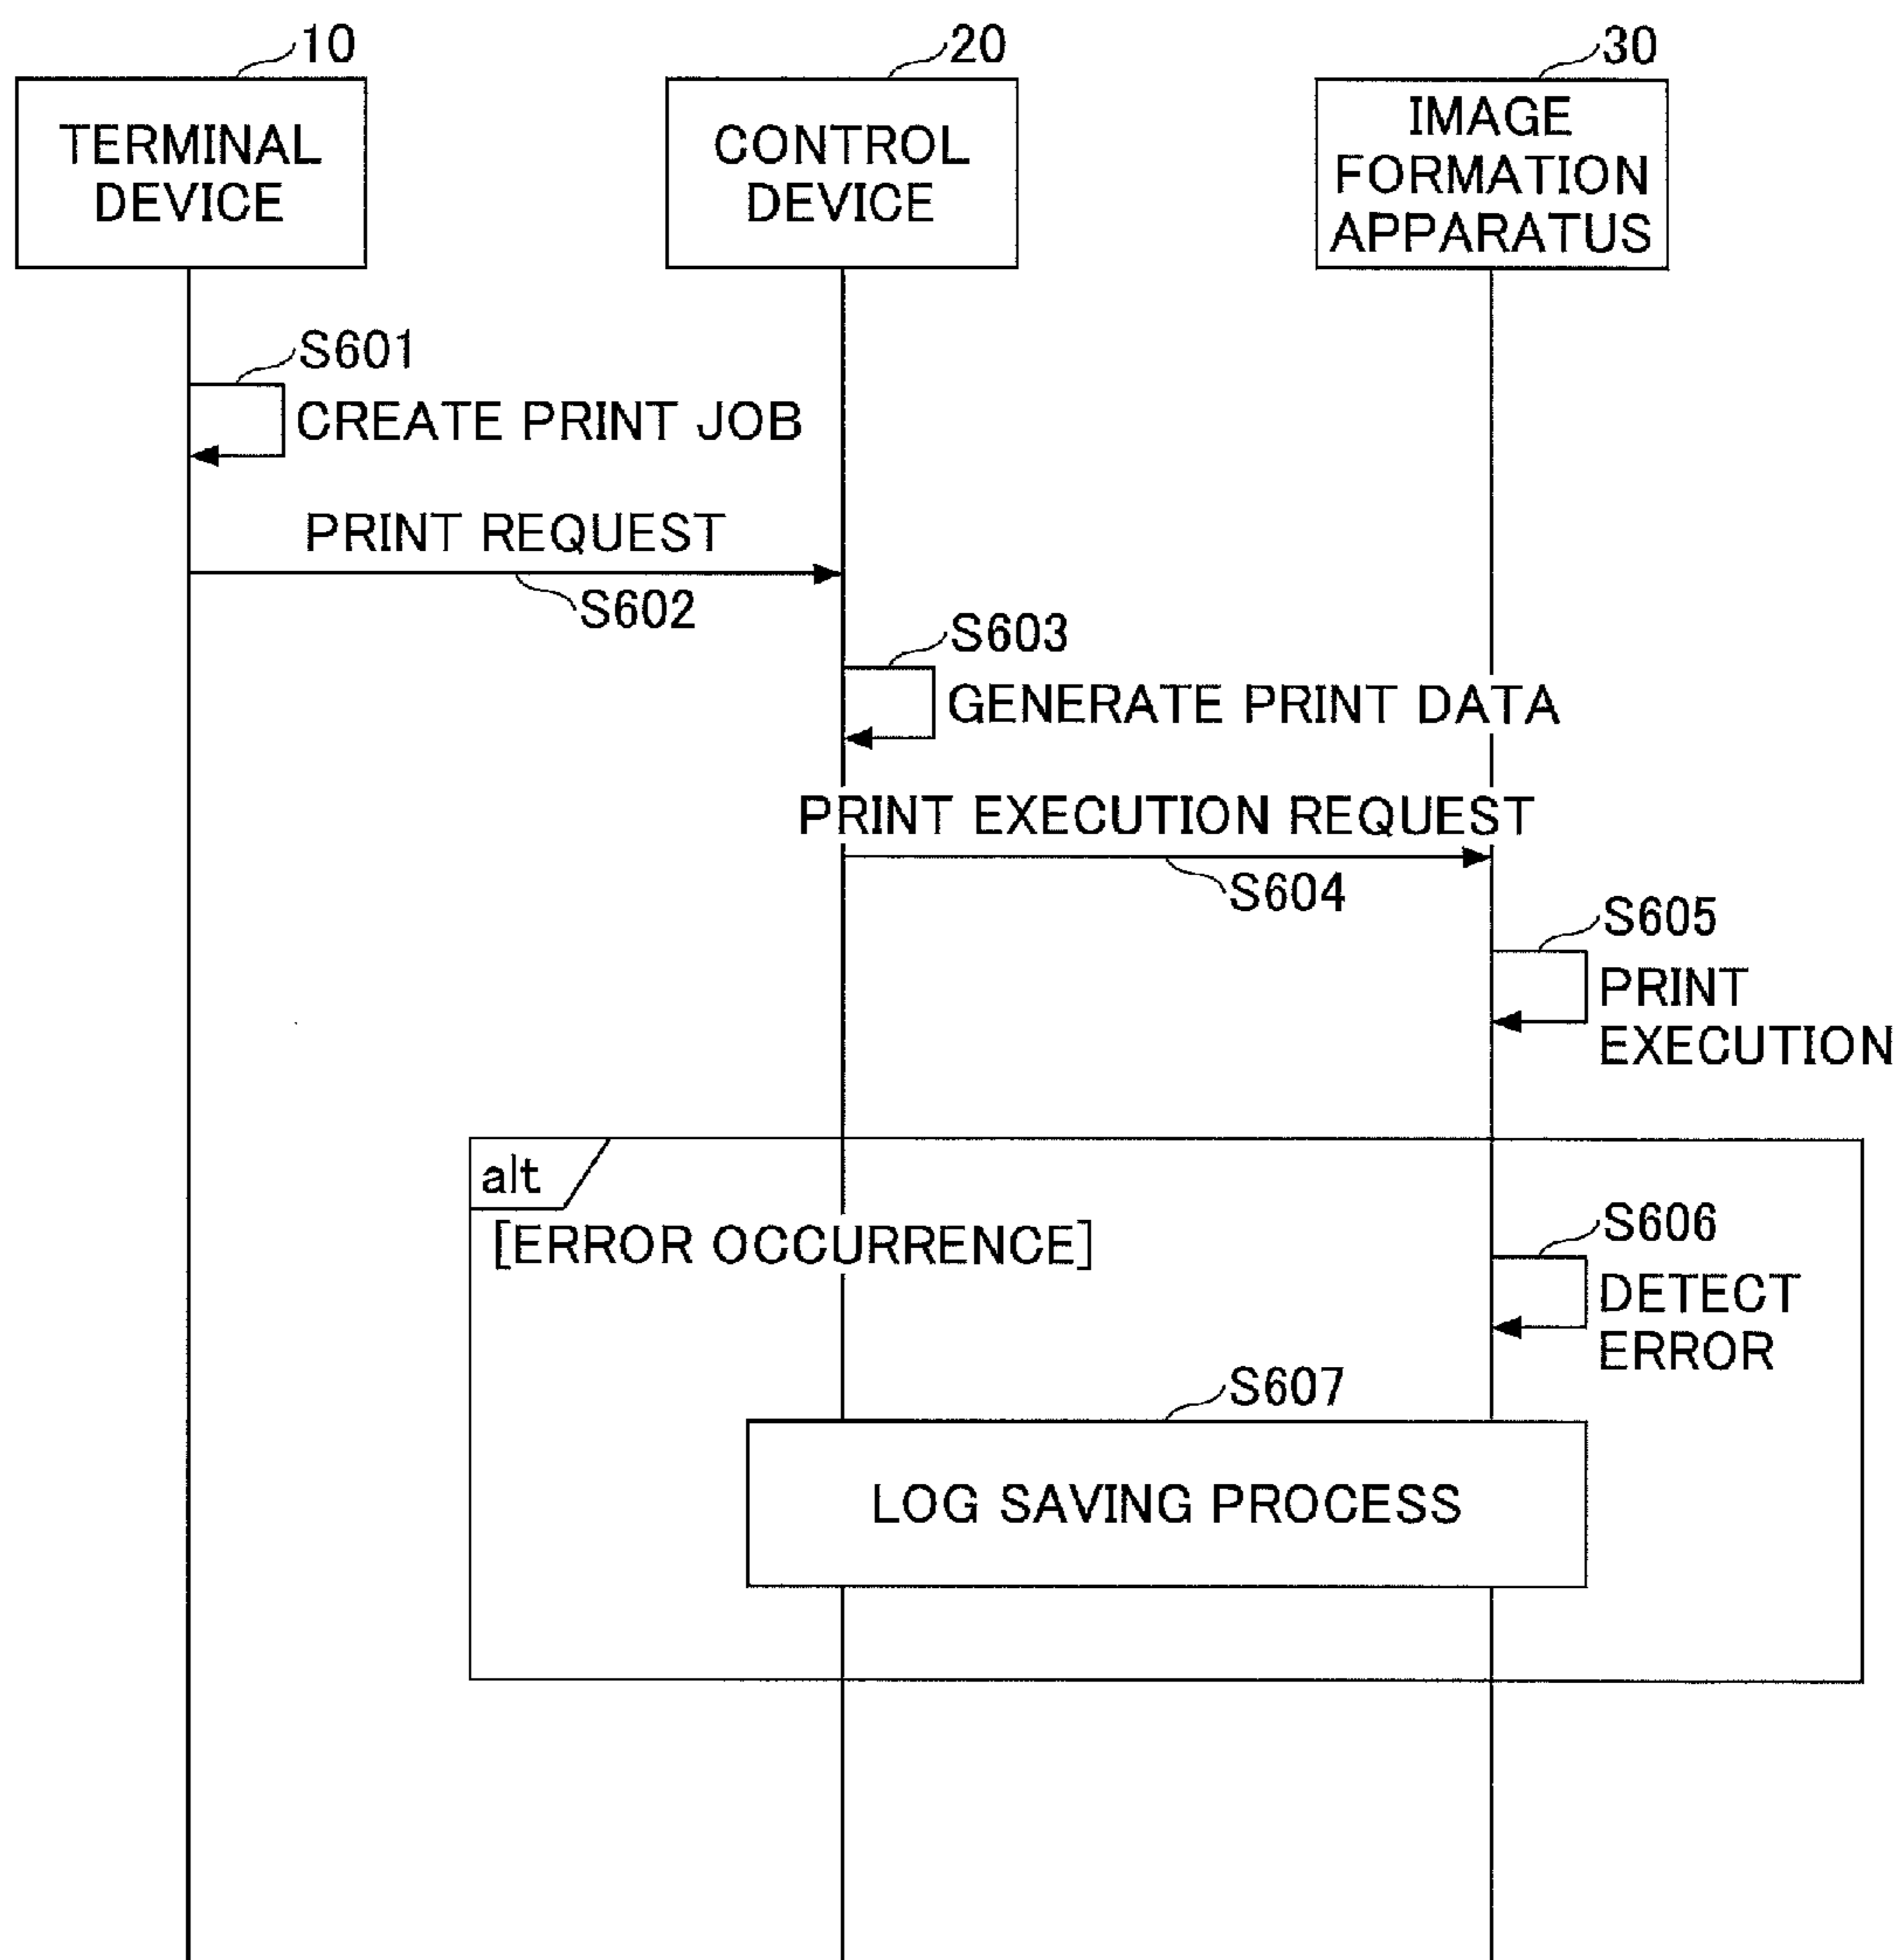 10
20
30
TERMINAL
DEVICE
CONTROL
DEVICE
IMAGE
FORMATION
APPARATUS
S601
CREATE PRINT JOB
PRINT REQUEST
S602
S603
GENERATE PRINT DATA
PRINT EXECUTION REQUEST
S604
S605
PRINT
EXECUTION
alt
[ERROR OCCURRENCE]
S606
DETECT
ERROR
S607
LOG SAVING PROCESS